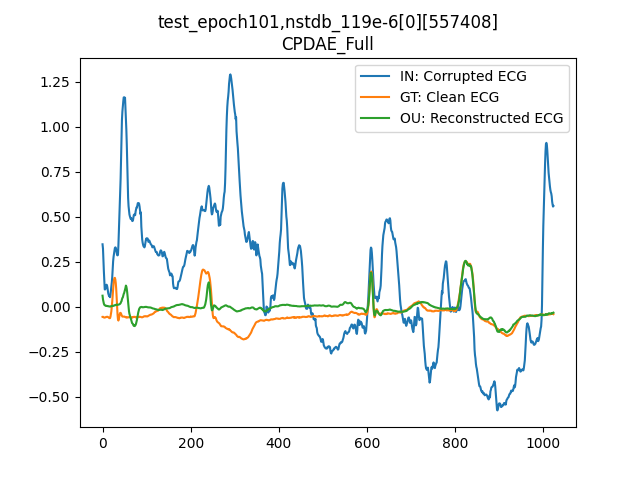 test_epoch101,nstdb_119e-6[0][557408]
CPDAE_Full
IN: Corrupted ECG
GT: Clean ECG
OU: Reconstructed ECG
1.25
1.00
0.75
0.50
0.25
0.00
−0.25
−0.50
0 200 400 600 800 1000